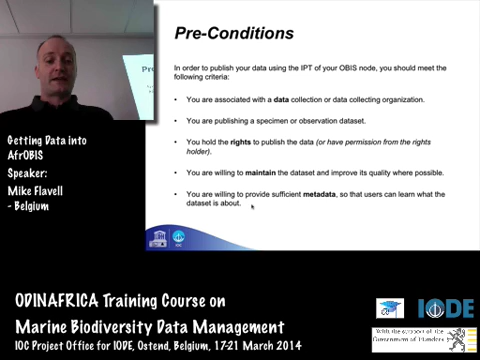 Pre-Conditions
In order to publish your data using the IPT of your OBIS node, you should meet the
following criteria:
• You are associated with a data collection or data collecting organization.
• You are publishing a specimen or observation dataset.
• You hold the rights to publish the data (or have permission from the rights
holder).
• You are willing to maintain the dataset and improve its quality where possible.
• You are willing to provide sufficient metadata, so that users can learn what the
dataset is about.
Getting Data into
AfrOBIS
Speaker:
Mike Flavell
- Belgium
ODINAFRICA Training Course on
Marine Biodiversity Data Management
IOC Project Office for IODE, Ostend, Belgium, 17-21 March 2014
IODE
With the support of the
Government of Flanders